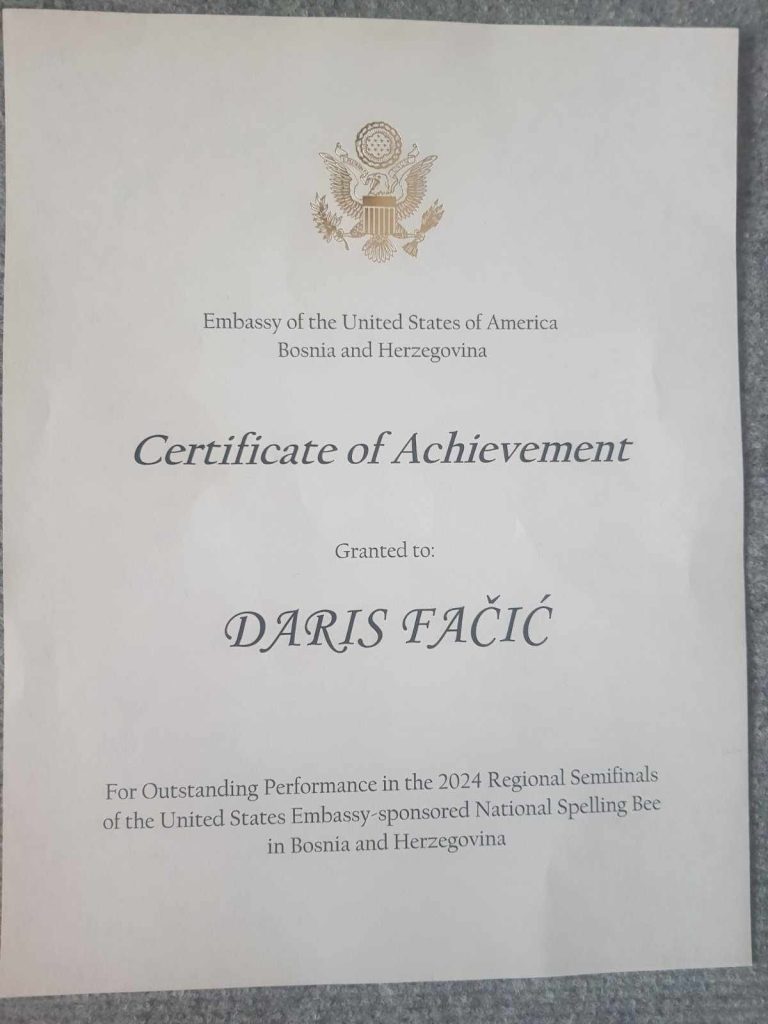 Embassy of the United States of America
Bosnia and Herzegovina
Certificate of Achievement
Granted to:
DARIS FAČIĆ
For Outstanding Performance in the 2024 Regional Semifinals
of the United States Embassy-sponsored National Spelling Bee
in Bosnia and Herzegovina